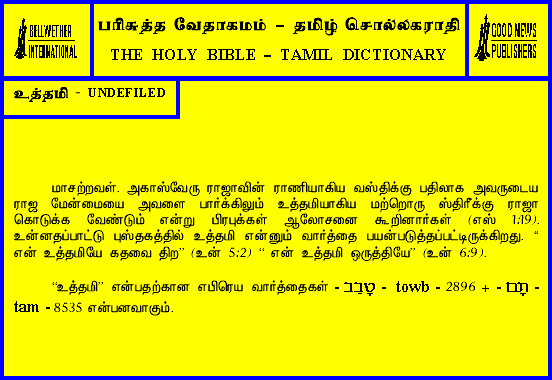 BELLWETHER
INTERNATIONAL
பரிசுத்த வேதாகமம் – தமிழ் சொல்லகராதி
THE HOLY BIBLE – TAMIL DICTIONARY
GOOD NEWS
PUBLISHERS
உத்தமி - UNDEFILED
மாசற்றவள். அகாஸ்வேரு ராஜாவின் ராணியாகிய வஸ்திக்கு பதிலாக அவருடைய
ராஜ மேன்மையை அவளை பார்க்கிலும் உத்தமியாகிய மற்றொரு ஸ்திரீக்கு ராஜா
கொடுக்க வேண்டும் என்று பிரபுக்கள் ஆலோசனை கூறினார்கள் (எஸ் 1:19).
உன்னதப்பாட்டு புஸ்தகத்தில் உத்தமி என்னும் வார்த்தை பயன்படுத்தப்பட்டிருக்கிறது. “
என் உத்தமியே கதவை திற” (உன் 5:2) “ என் உத்தமி ஒருத்தியே” (உன் 6:9).
“உத்தமி” என்பதற்கான எபிரெய வார்த்தைகள் - טָבַב - towb - 2896 + - תָּם -
tam - 8535 என்பனவாகும்.